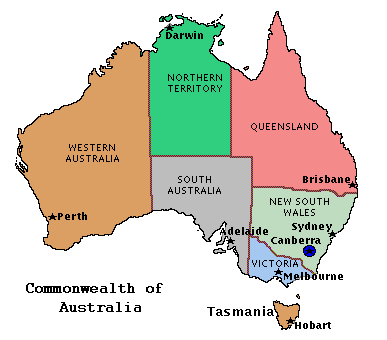 Darwin
NORTHERN
TERRITORY
QUEENSLAND
WESTERN
AUSTRALIA
SOUTH
AUSTRALIA
Brisbane
NEW SOUTH
WALES
Perth
Adelaide
Sydney
Canberra
VICTORIA
Melbourne
Commonwealth of
Australia
Tasmania
Hobart